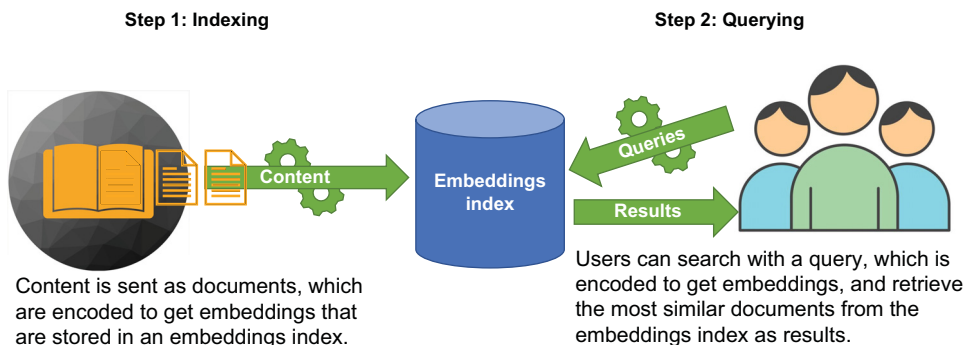 Step 1: Indexing
Step 2: Querying
Content
Embeddings
index
Queries
Results
Content is sent as documents, which
are encoded to get embeddings that
are stored in an embeddings index.
Users can search with a query, which is
encoded to get embeddings, and retrieve
the most similar documents from the
embeddings index as results.